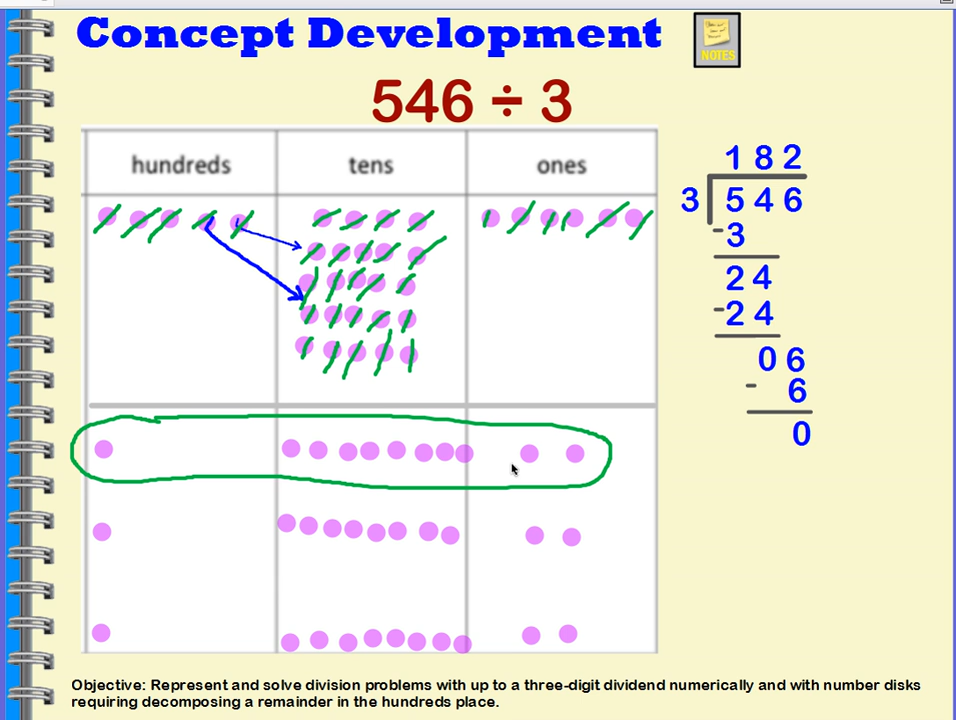 Concept Development
NOTES
546 ÷ 3
hundreds tens ones
1 8 2
3 5 4 6
-3
2 4
-2 4
0 6
- 6
0
Objective: Represent and solve division problems with up to a three-digit dividend numerically and with number disks
requiring decomposing a remainder in the hundreds place.